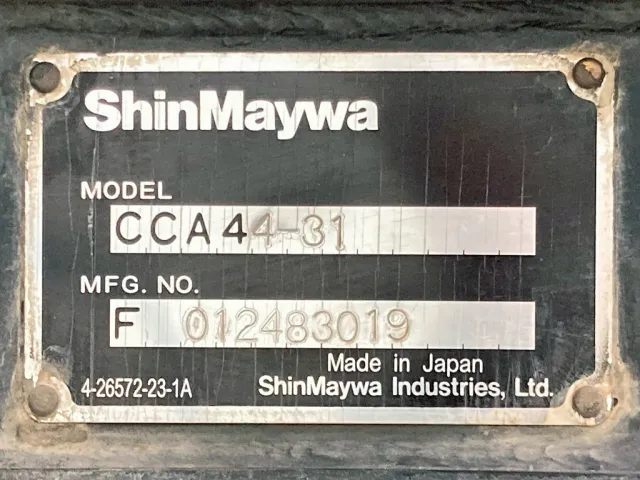 ShinMaywa
MODEL
CCA44-31
MFG. NO.
F 012483019
Made in Japan
4-26572-23-1A
ShinMaywa Industries, Ltd.